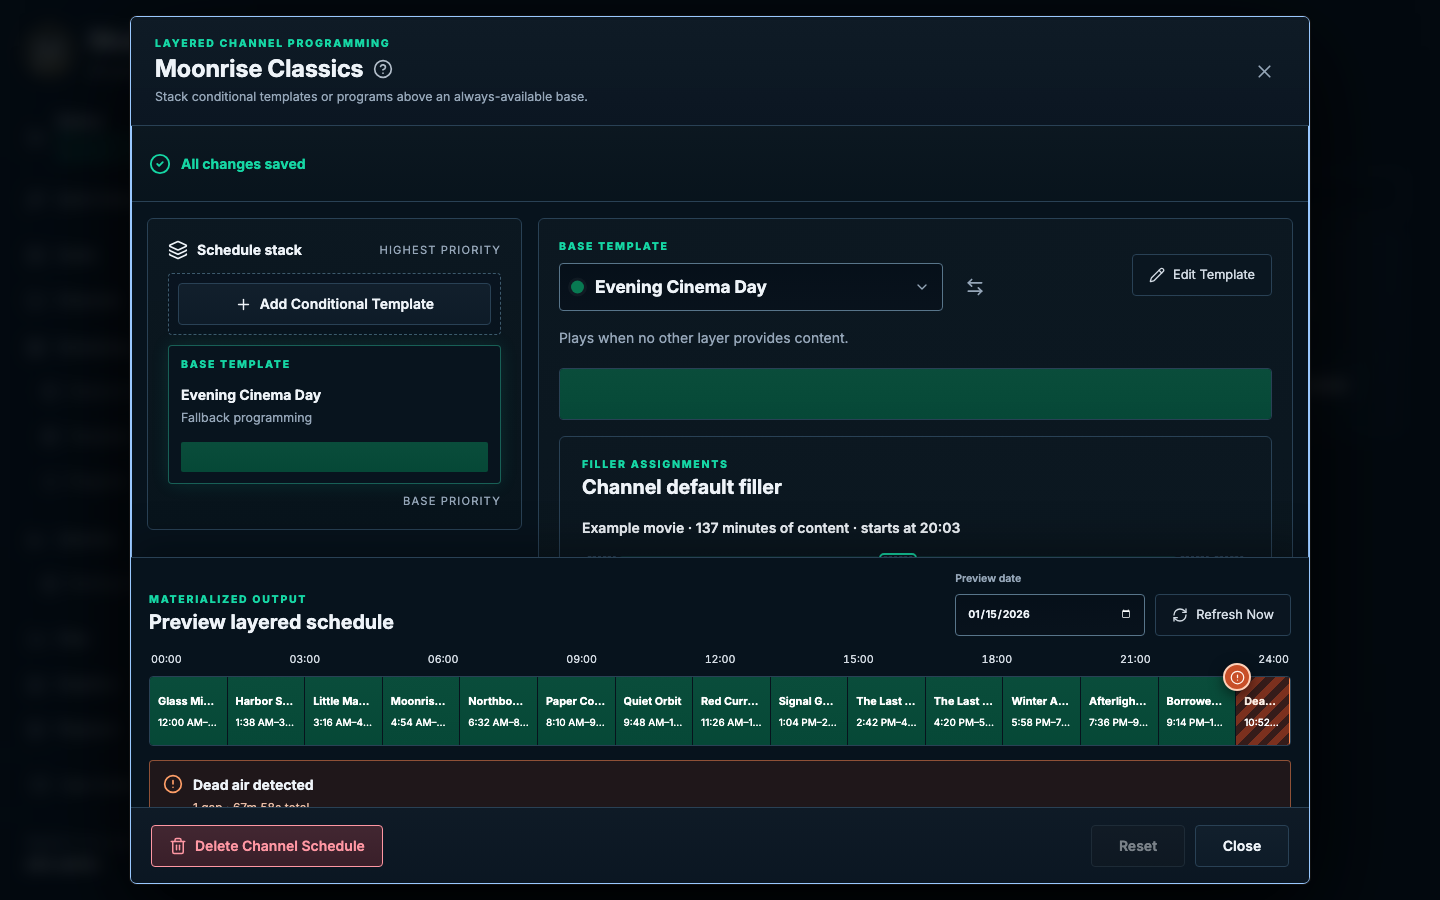 LAYERED CHANNEL PROGRAMMING
Moonrise Classics
Stack conditional templates or programs above an always-available base.
All changes saved
Schedule stack
HIGHEST PRIORITY
Add Conditional Template
BASE TEMPLATE
Evening Cinema Day
Fallback programming
BASE PRIORITY
BASE TEMPLATE
Evening Cinema Day
Edit Template
Plays when no other layer provides content.
FILLER ASSIGNMENTS
Channel default filler
Example movie · 137 minutes of content · starts at 20:03
MATERIALIZED OUTPUT
Preview layered schedule
Preview date
01/15/2026
Refresh Now
00:00 03:00 06:00 09:00 12:00 15:00 18:00 21:00 24:00
Glass Mi... Harbor S... Little Ma... Moonris... Northbo... Paper Co... Quiet Orbit Red Curr... Signal G... The Last ... The Last ... Winter A... Afterligh... Borrowe... Dea...
12:00 AM–... 1:38 AM–3... 3:16 AM–4... 4:54 AM–... 6:32 AM–8... 8:10 AM–9... 9:48 AM–1... 11:26 AM–1... 1:04 PM–2... 2:42 PM–4... 4:20 PM–5... 5:58 PM–7... 7:36 PM–9... 9:14 PM–1... 10:52...
Dead air detected
1 gap · 67m 58s total
Delete Channel Schedule
Reset
Close